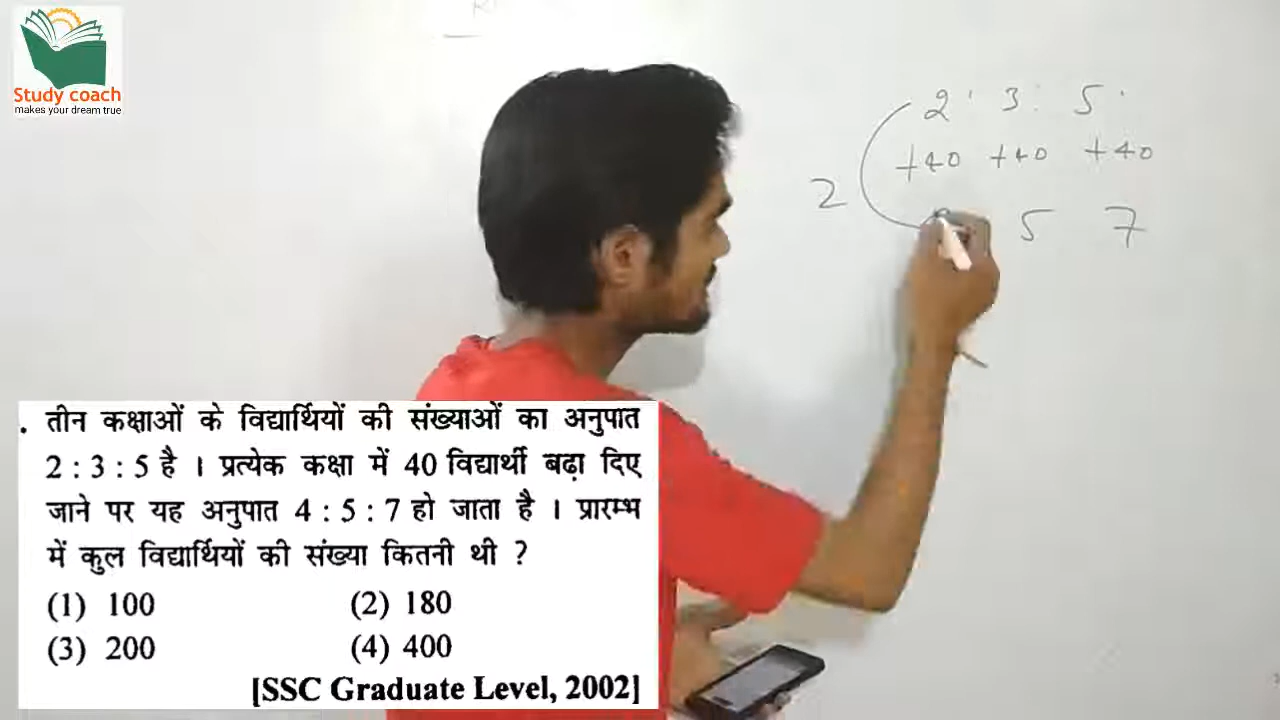 Study coach
makes your dream true
2 : 3 : 5
+40 +40 +40
2
5 7
. तीन कक्षाओं के विद्यार्थियों की संख्याओं का अनुपात
2 : 3 : 5 है । प्रत्येक कक्षा में 40 विद्यार्थी बढ़ा दिए
जाने पर यह अनुपात 4 : 5 : 7 हो जाता है । प्रारम्भ
में कुल विद्यार्थियों की संख्या कितनी थी ?
(1) 100 (2) 180
(3) 200 (4) 400
[SSC Graduate Level, 2002]